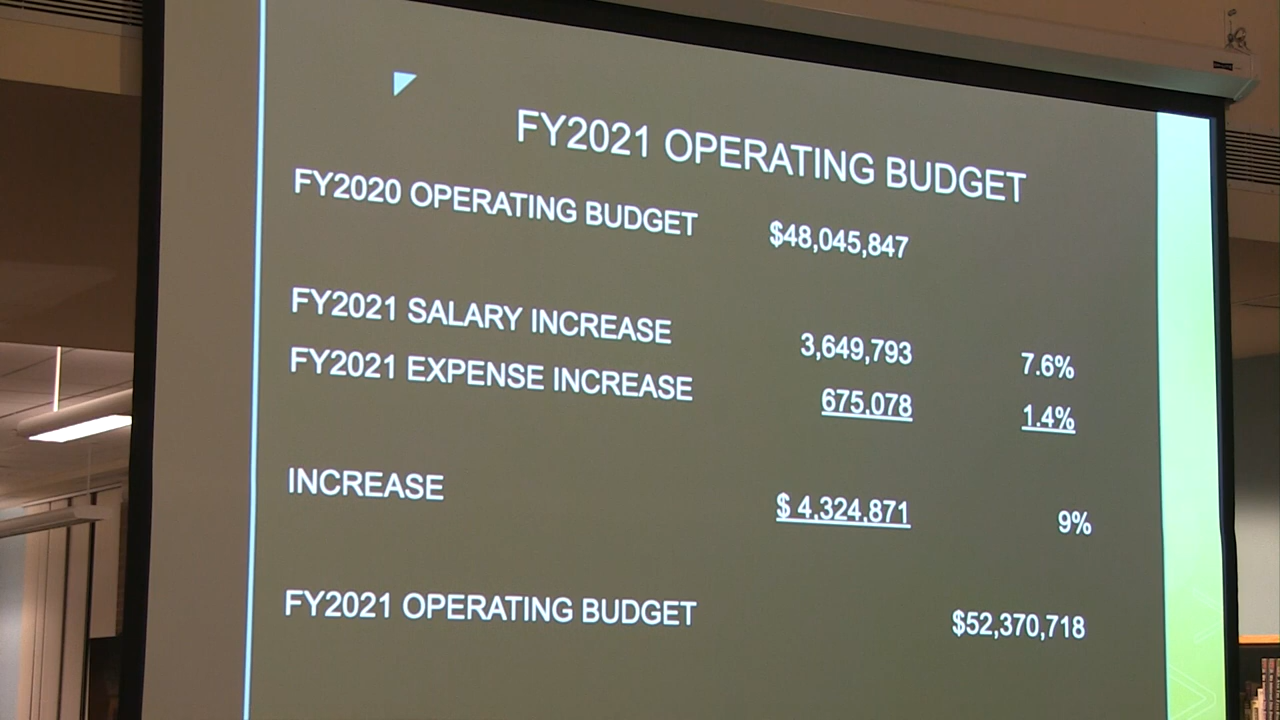 FY2021 OPERATING BUDGET
FY2020 OPERATING BUDGET $48,045,847
FY2021 SALARY INCREASE 3,649,793 7.6%
FY2021 EXPENSE INCREASE 675,078 1.4%
INCREASE $ 4,324,871 9%
FY2021 OPERATING BUDGET $52,370,718